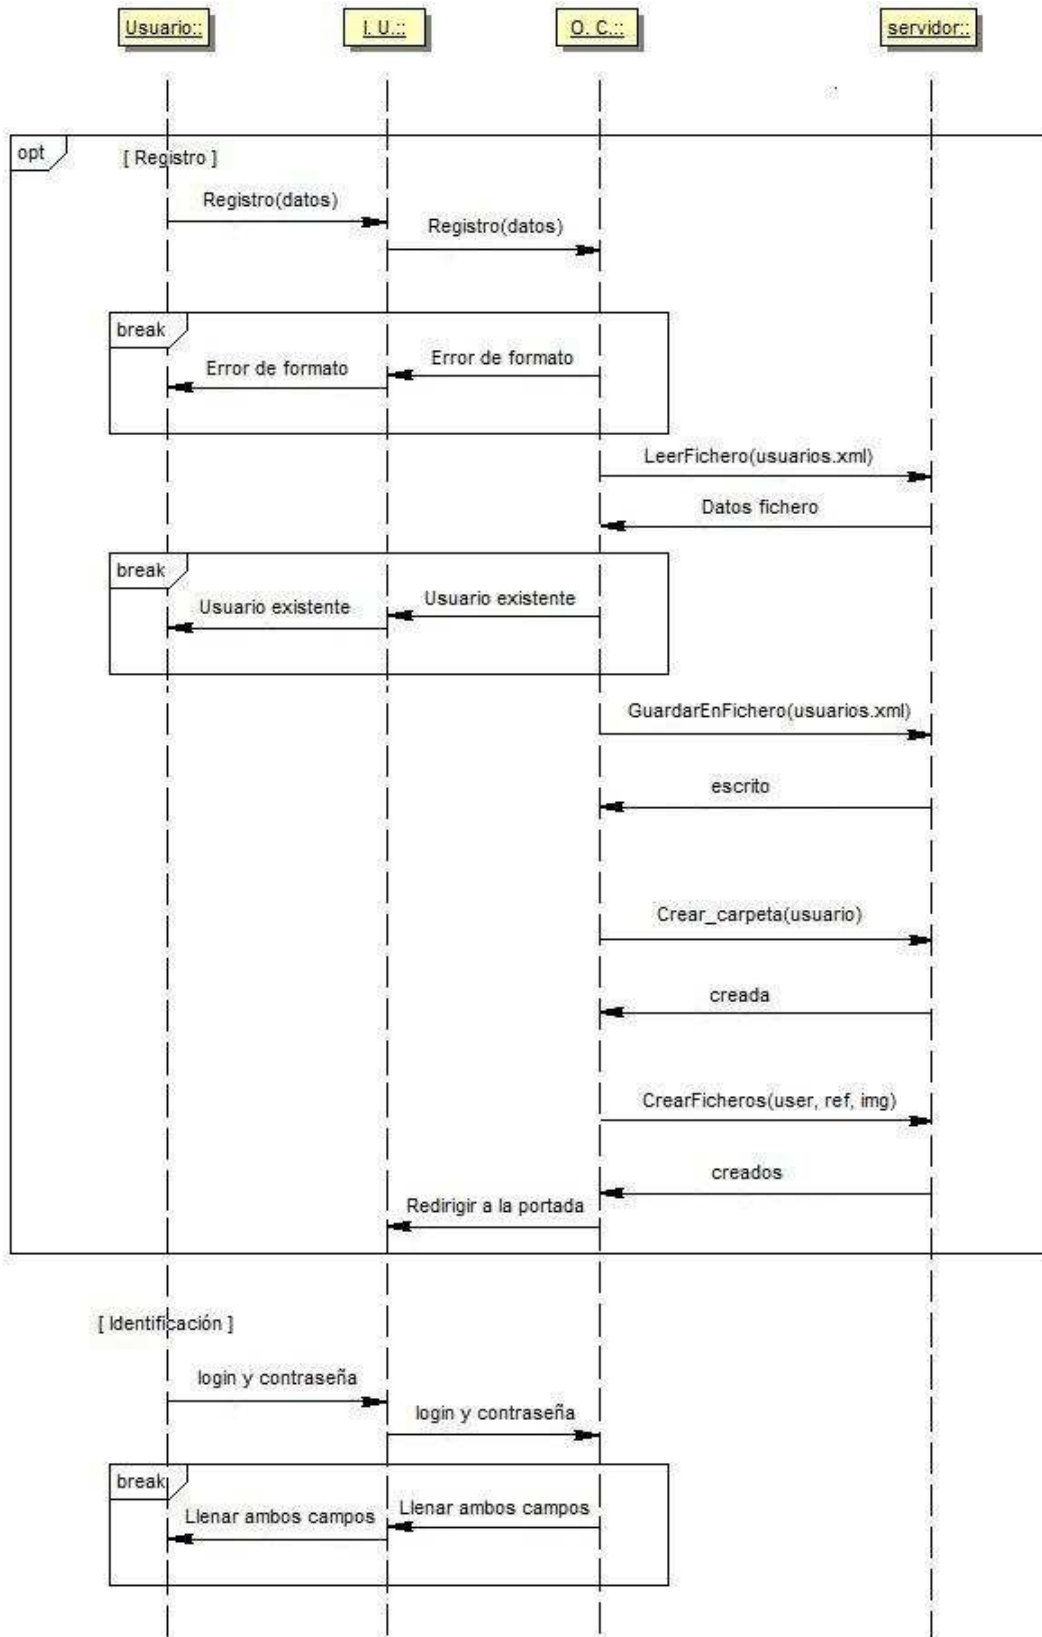 Usuario::
I. U.::
O. C.::
servidor::
opt
[ Registro ]
Registro(datos)
Registro(datos)
break
Error de formato
Error de formato
LeerFichero(usuarios.xml)
Datos fichero
break
Usuario existente
Usuario existente
GuardarEnFichero(usuarios.xml)
escrito
Crear_carpeta(usuario)
creada
CrearFicheros(user, ref, img)
creados
Redirigir a la portada
[ Identificación ]
login y contraseña
login y contraseña
break
Llenar ambos campos
Llenar ambos campos